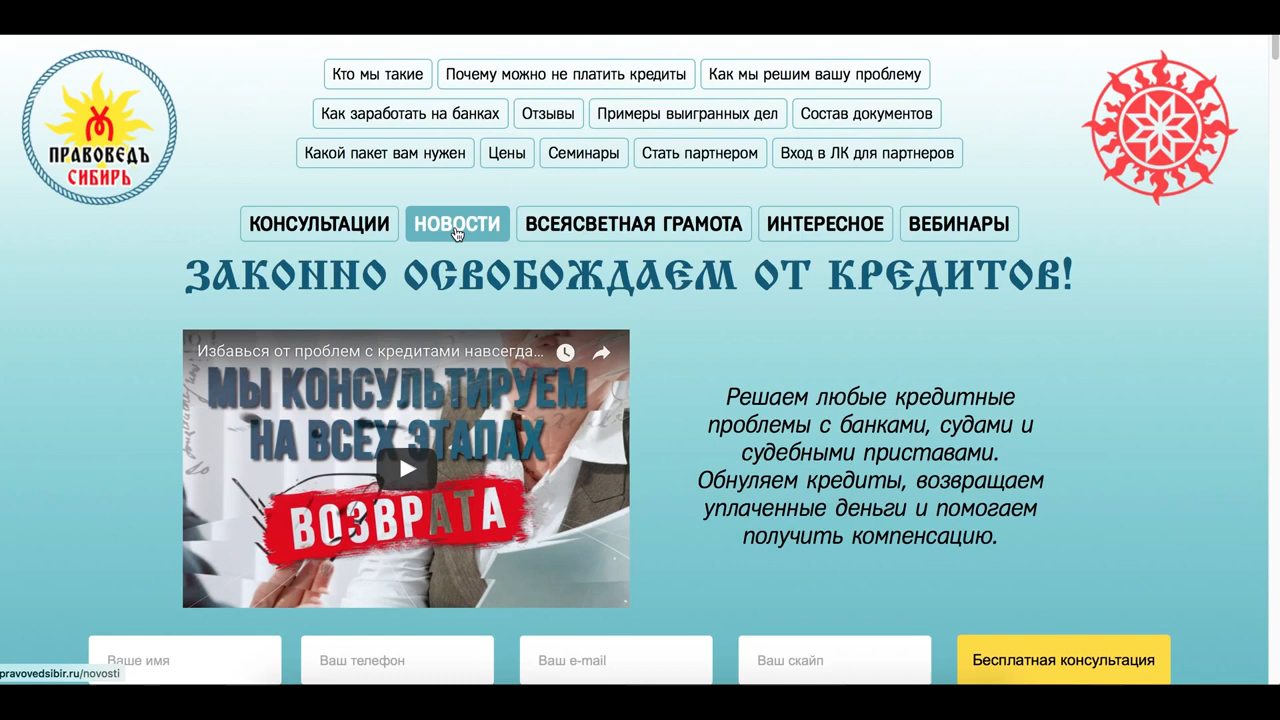 ПРАВОВЕДЪ
СИБИРЬ
Кто мы такие
Почему можно не платить кредиты
Как мы решим вашу проблему
Как заработать на банках
Отзывы
Примеры выигранных дел
Состав документов
Какой пакет вам нужен
Цены
Семинары
Стать партнером
Вход в ЛК для партнеров
КОНСУЛЬТАЦИИ
НОВОСТИ
ВСЕЯСВЕТНАЯ ГРАМОТА
ИНТЕРЕСНОЕ
ВЕБИНАРЫ
ЗАКОННО ОСВОБОЖДАЕМ ОТ КРЕДИТОВ!
Избавься от проблем с кредитами навсегда...
МЫ КОНСУЛЬТИРУЕМ
НА ВСЕХ ЭТАПАХ
ВОЗВРАТА
Решаем любые кредитные
проблемы с банками, судами и
судебными приставами.
Обнуляем кредиты, возвращаем
уплаченные деньги и помогаем
получить компенсацию.
Ваше имя
Ваш телефон
Ваш e-mail
Ваш скайп
Бесплатная консультация
pravovedsibir.ru/novosti